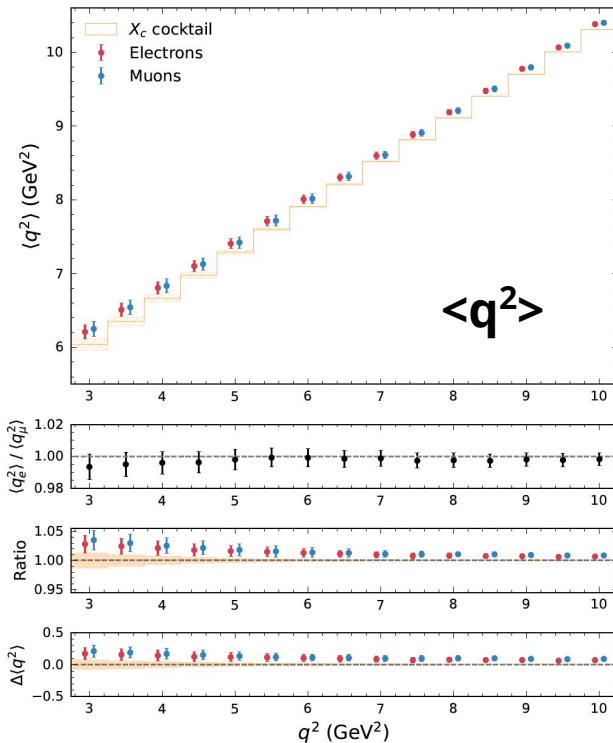 X_c cocktail
Electrons
Muons
10
9
8
7
6
⟨q²⟩ (GeV²)
<q²>
3 4 5 6 7 8 9 10
1.02
1.00
0.98
⟨q²_e⟩ / ⟨q²_μ⟩
3 4 5 6 7 8 9 10
1.05
1.00
0.95
Ratio
3 4 5 6 7 8 9 10
0.5
0.0
−0.5
Δ⟨q²⟩
3 4 5 6 7 8 9 10
q² (GeV²)